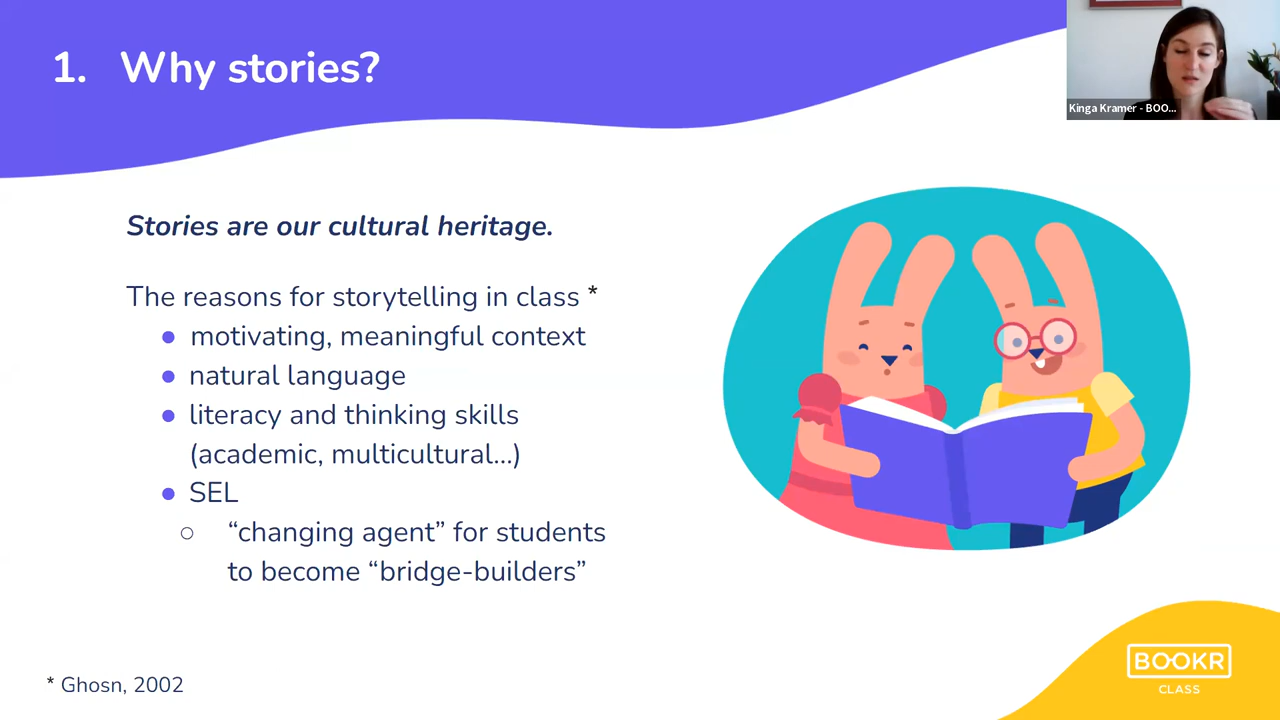 1. Why stories?
Kinga Kramer - BOO...
Stories are our cultural heritage.
The reasons for storytelling in class *
● motivating, meaningful context
● natural language
● literacy and thinking skills
(academic, multicultural...)
● SEL
○ “changing agent” for students
to become “bridge-builders”
* Ghosn, 2002
BOOKR
CLASS